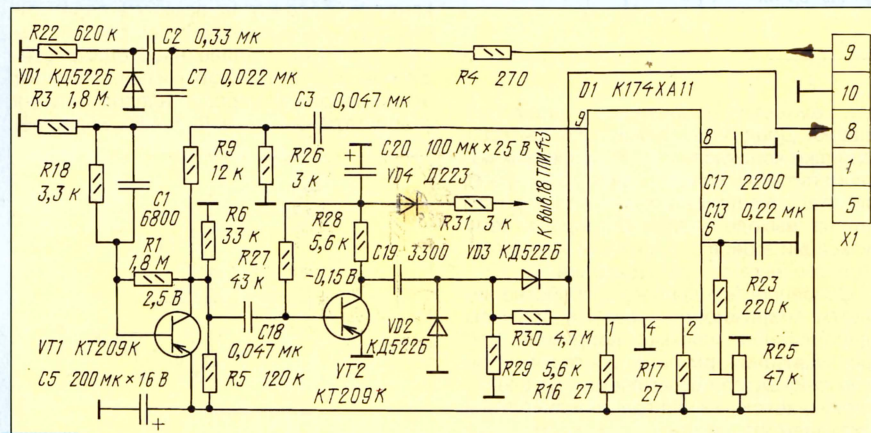 R22 620 к
C2 0,33 мк
VD1 КД522Б
R3 1,8 М
C7 0,022 мк
R4 270
9
10
8
1
5
X1
D1 К174ХА11
9
8
6
1
4
2
C3 0,047 мк
R18
3,3 к
C1
6800
R9
12 к
R26
3 к
C20 100 мк × 25 В
VD4 Д223
R31 3 к
К выв.18 ТПИ 4-3
C17 2200
C13 0,22 мк
R6
33 к
R28
5,6 к
R1
1,8 М
2,5 В
R27
43 к
-0,15 В
C19 3300
VD3 КД522Б
R23
220 к
VT1 КТ209К
C18
0,047 мк
VT2
КТ209К
VD2
КД522Б
R30 4,7 М
R29 5,6 к
R16 27
R17
27
R25
47 к
C5 200 мк × 16 В
R5 120 к
+
+